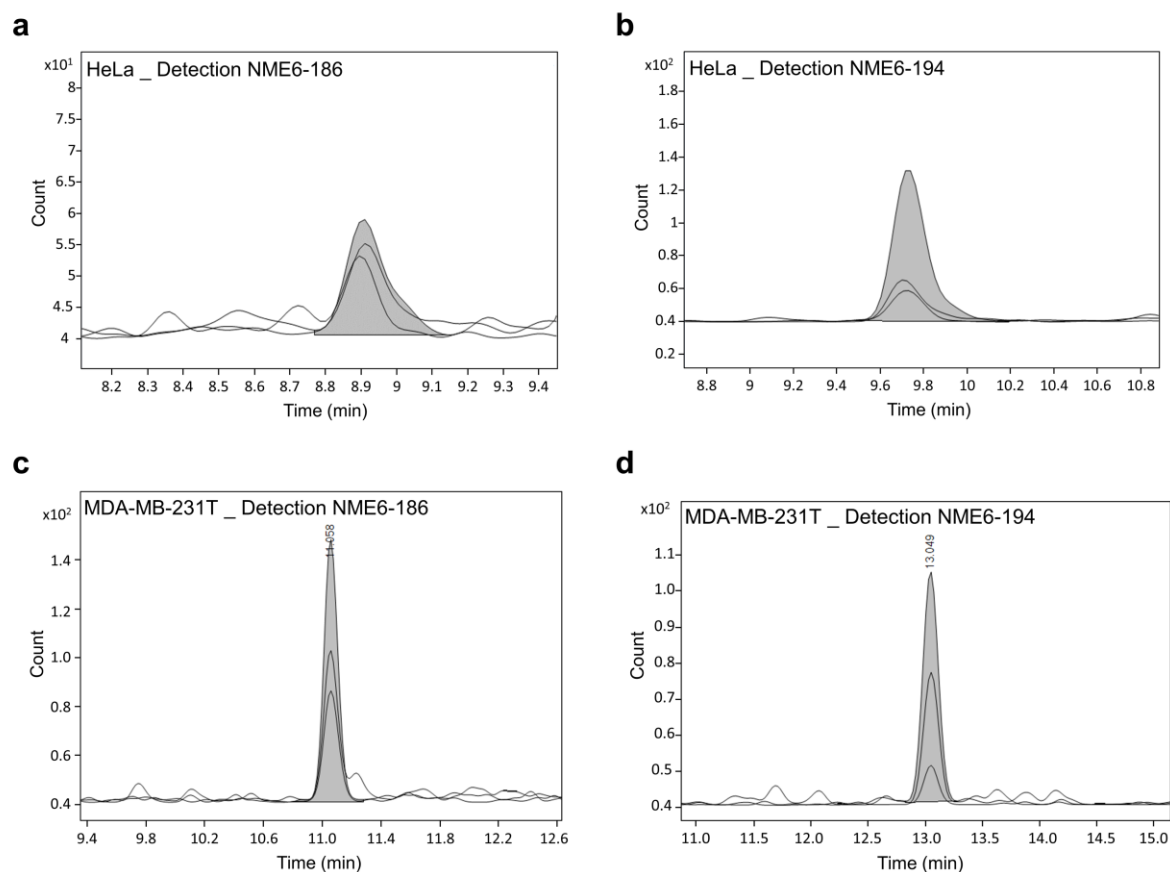 a
x10¹
HeLa _ Detection NME6-186
8
7.5
7
6.5
6
5.5
5
4.5
4
Count
8.2 8.3 8.4 8.5 8.6 8.7 8.8 8.9 9 9.1 9.2 9.3 9.4
Time (min)
b
x10²
HeLa _ Detection NME6-194
1.8
1.6
1.4
1.2
1
0.8
0.6
0.4
0.2
Count
8.8 9 9.2 9.4 9.6 9.8 10 10.2 10.4 10.6 10.8
Time (min)
c
x10²
MDA-MB-231T _ Detection NME6-186
11.058
1.4
1.2
1.0
0.8
0.6
0.4
Count
9.4 9.8 10.2 10.6 11.0 11.4 11.8 12.2 12.6
Time (min)
d
x10²
MDA-MB-231T _ Detection NME6-194
13.049
1.1
1.0
0.9
0.8
0.7
0.6
0.5
0.4
Count
11.0 11.5 12.0 12.5 13.0 13.5 14.0 14.5 15.0
Time (min)